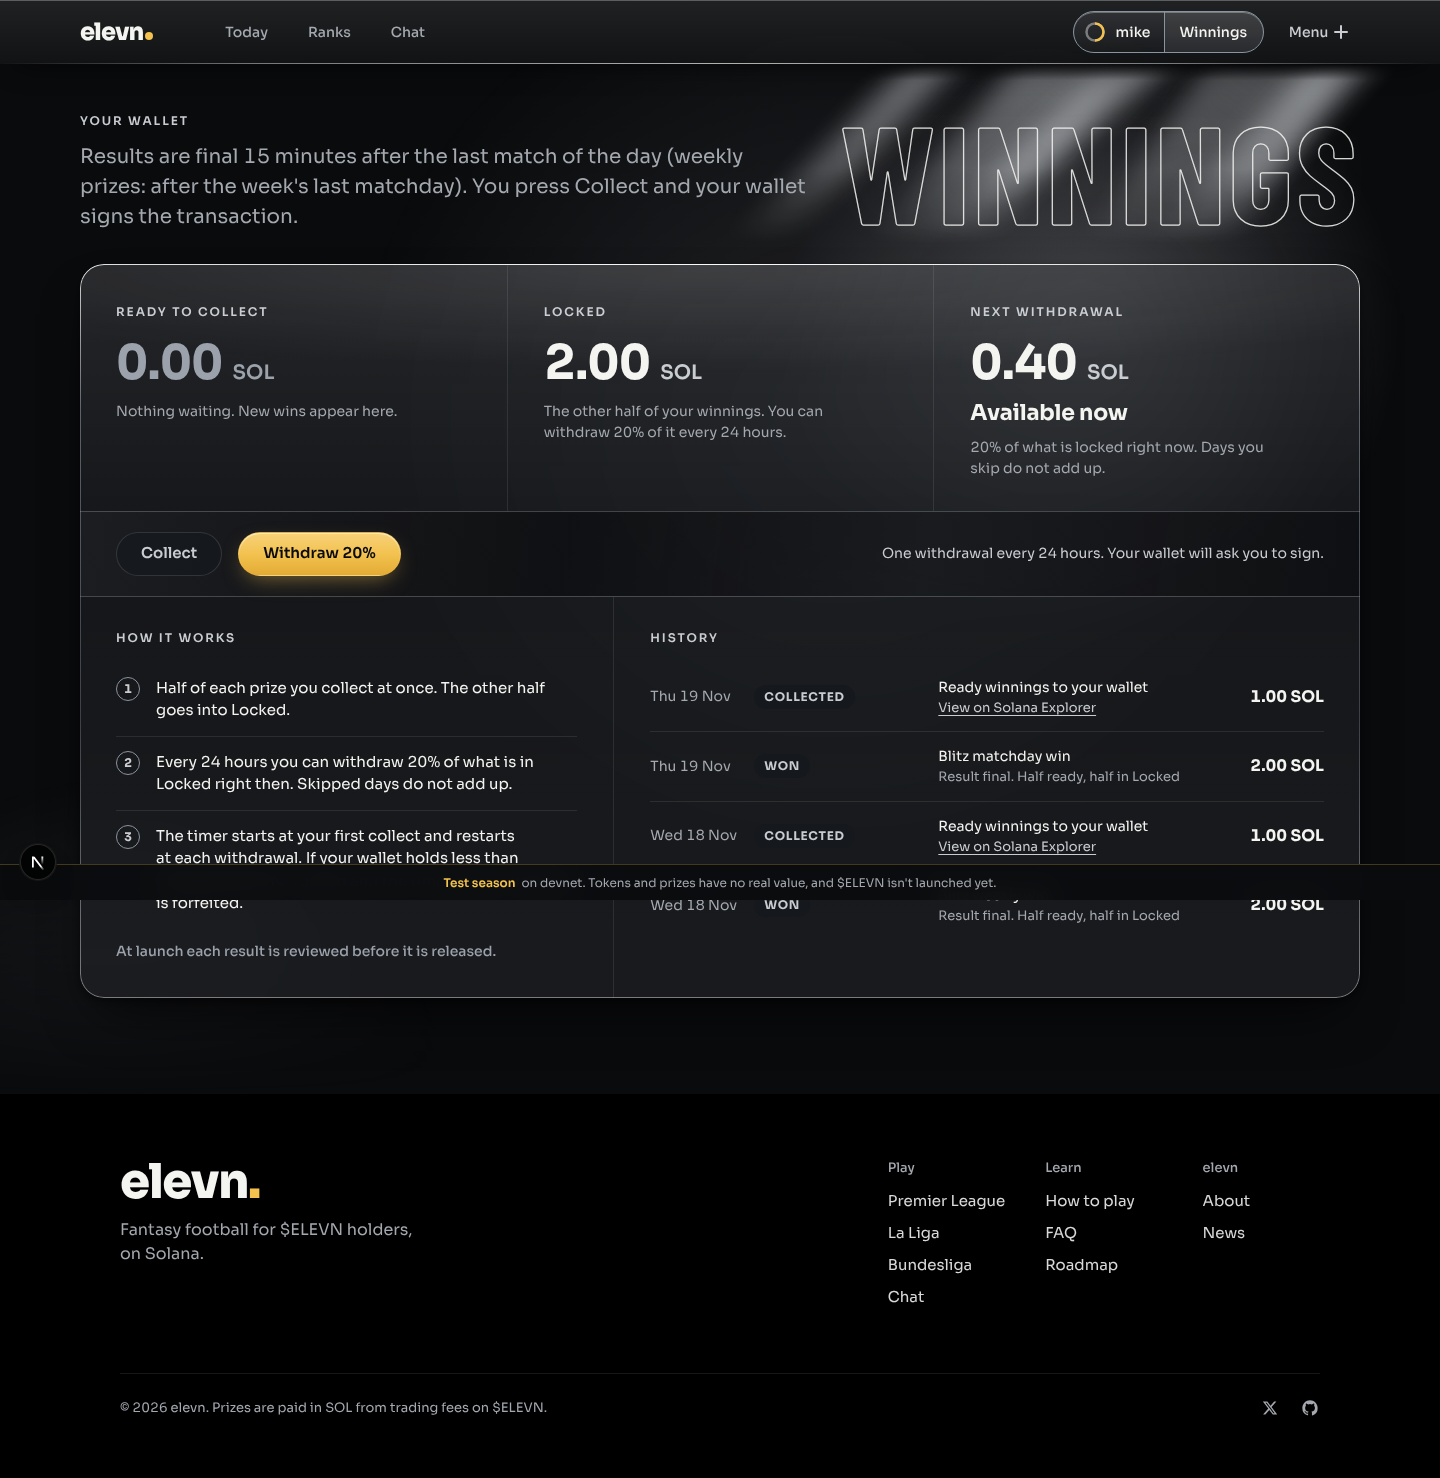 elevn.
Today
Ranks
Chat
mike
Winnings
Menu
YOUR WALLET
Results are final 15 minutes after the last match of the day (weekly
prizes: after the week's last matchday). You press Collect and your wallet
signs the transaction.
WINNINGS
READY TO COLLECT
0.00 SOL
Nothing waiting. New wins appear here.
LOCKED
2.00 SOL
The other half of your winnings. You can
withdraw 20% of it every 24 hours.
NEXT WITHDRAWAL
0.40 SOL
Available now
20% of what is locked right now. Days you
skip do not add up.
Collect
Withdraw 20%
One withdrawal every 24 hours. Your wallet will ask you to sign.
HOW IT WORKS
1 Half of each prize you collect at once. The other half
goes into Locked.
2 Every 24 hours you can withdraw 20% of what is in
Locked right then. Skipped days do not add up.
3 The timer starts at your first collect and restarts
at each withdrawal. If your wallet holds less than
is forfeited.
At launch each result is reviewed before it is released.
HISTORY
Thu 19 Nov COLLECTED Ready winnings to your wallet 1.00 SOL
View on Solana Explorer
Thu 19 Nov WON Blitz matchday win 2.00 SOL
Result final. Half ready, half in Locked
Wed 18 Nov COLLECTED Ready winnings to your wallet 1.00 SOL
View on Solana Explorer
Wed 18 Nov WON 2.00 SOL
Result final. Half ready, half in Locked
N
Test season on devnet. Tokens and prizes have no real value, and $ELEVN isn't launched yet.
elevn.
Fantasy football for $ELEVN holders,
on Solana.
Play
Premier League
La Liga
Bundesliga
Chat
Learn
How to play
FAQ
Roadmap
elevn
About
News
© 2026 elevn. Prizes are paid in SOL from trading fees on $ELEVN.